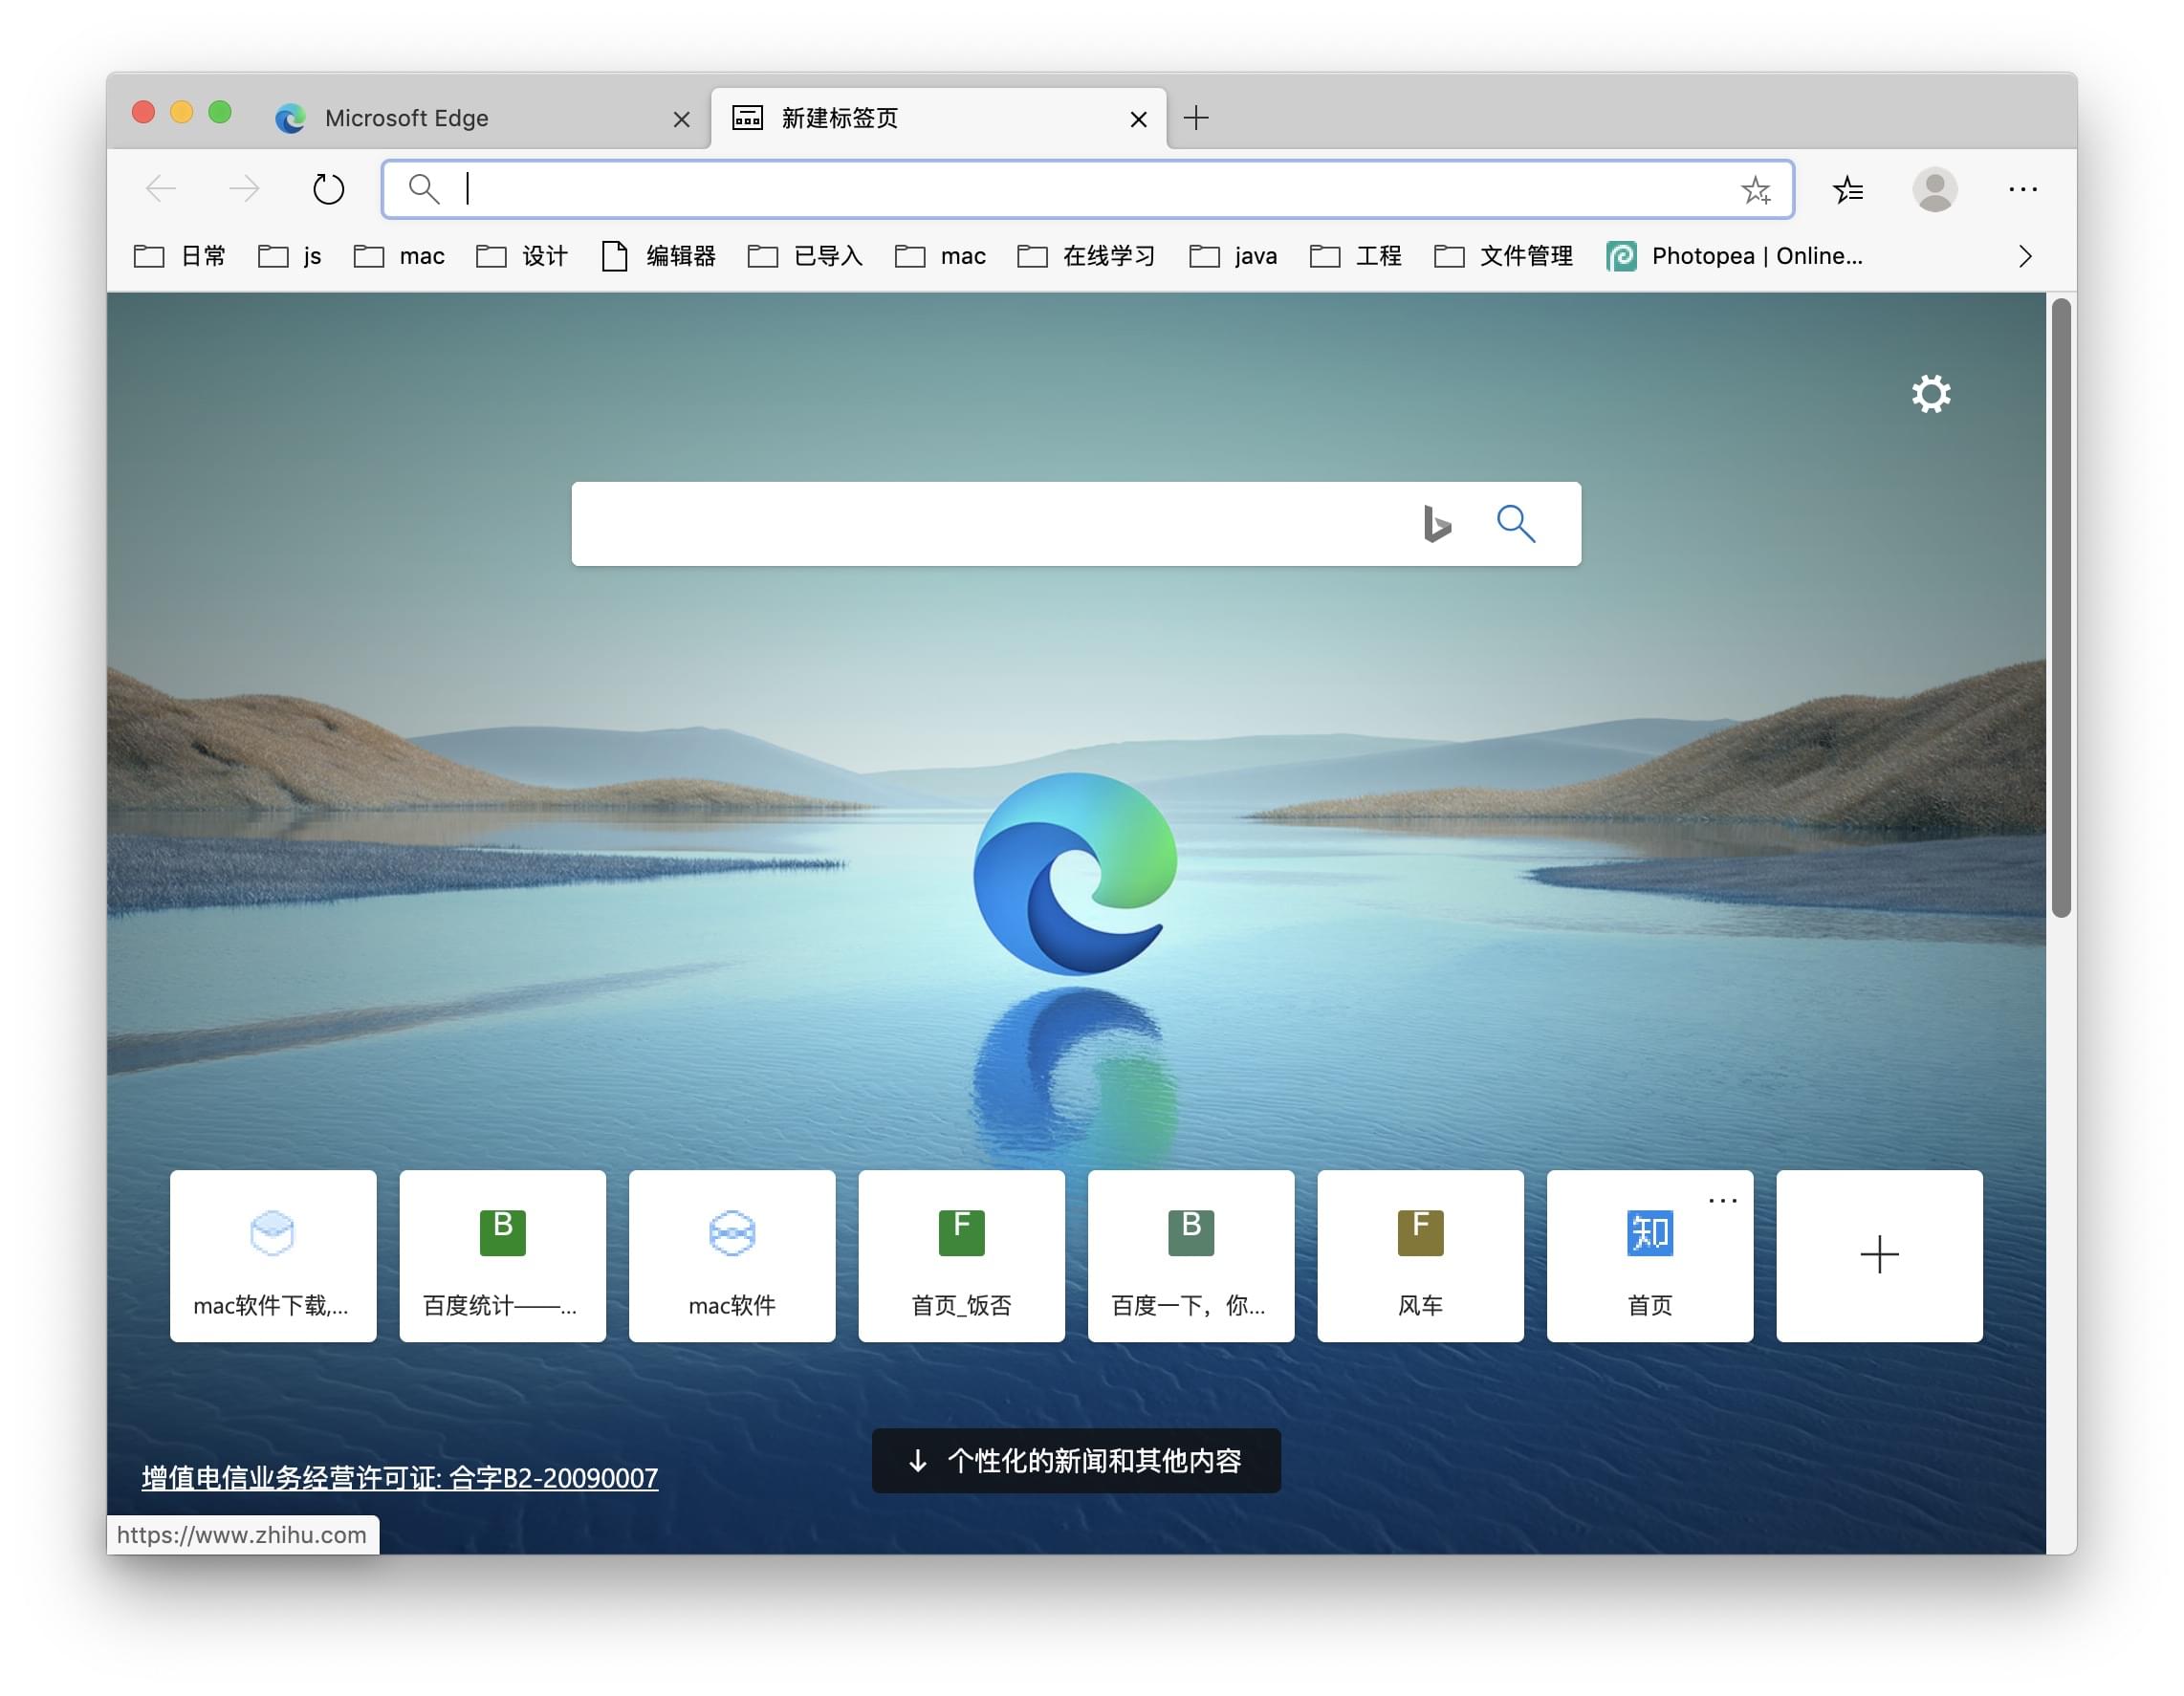 Microsoft Edge
新建标签页
日常 js mac 设计 编辑器 已导入 mac 在线学习 java 工程 文件管理 Photopea | Online...
B F B F 知
mac软件下载,... 百度统计——... mac软件 首页_饭否 百度一下，你... 风车 首页
个性化的新闻和其他内容
增值电信业务经营许可证: 合字B2-20090007
https://www.zhihu.com